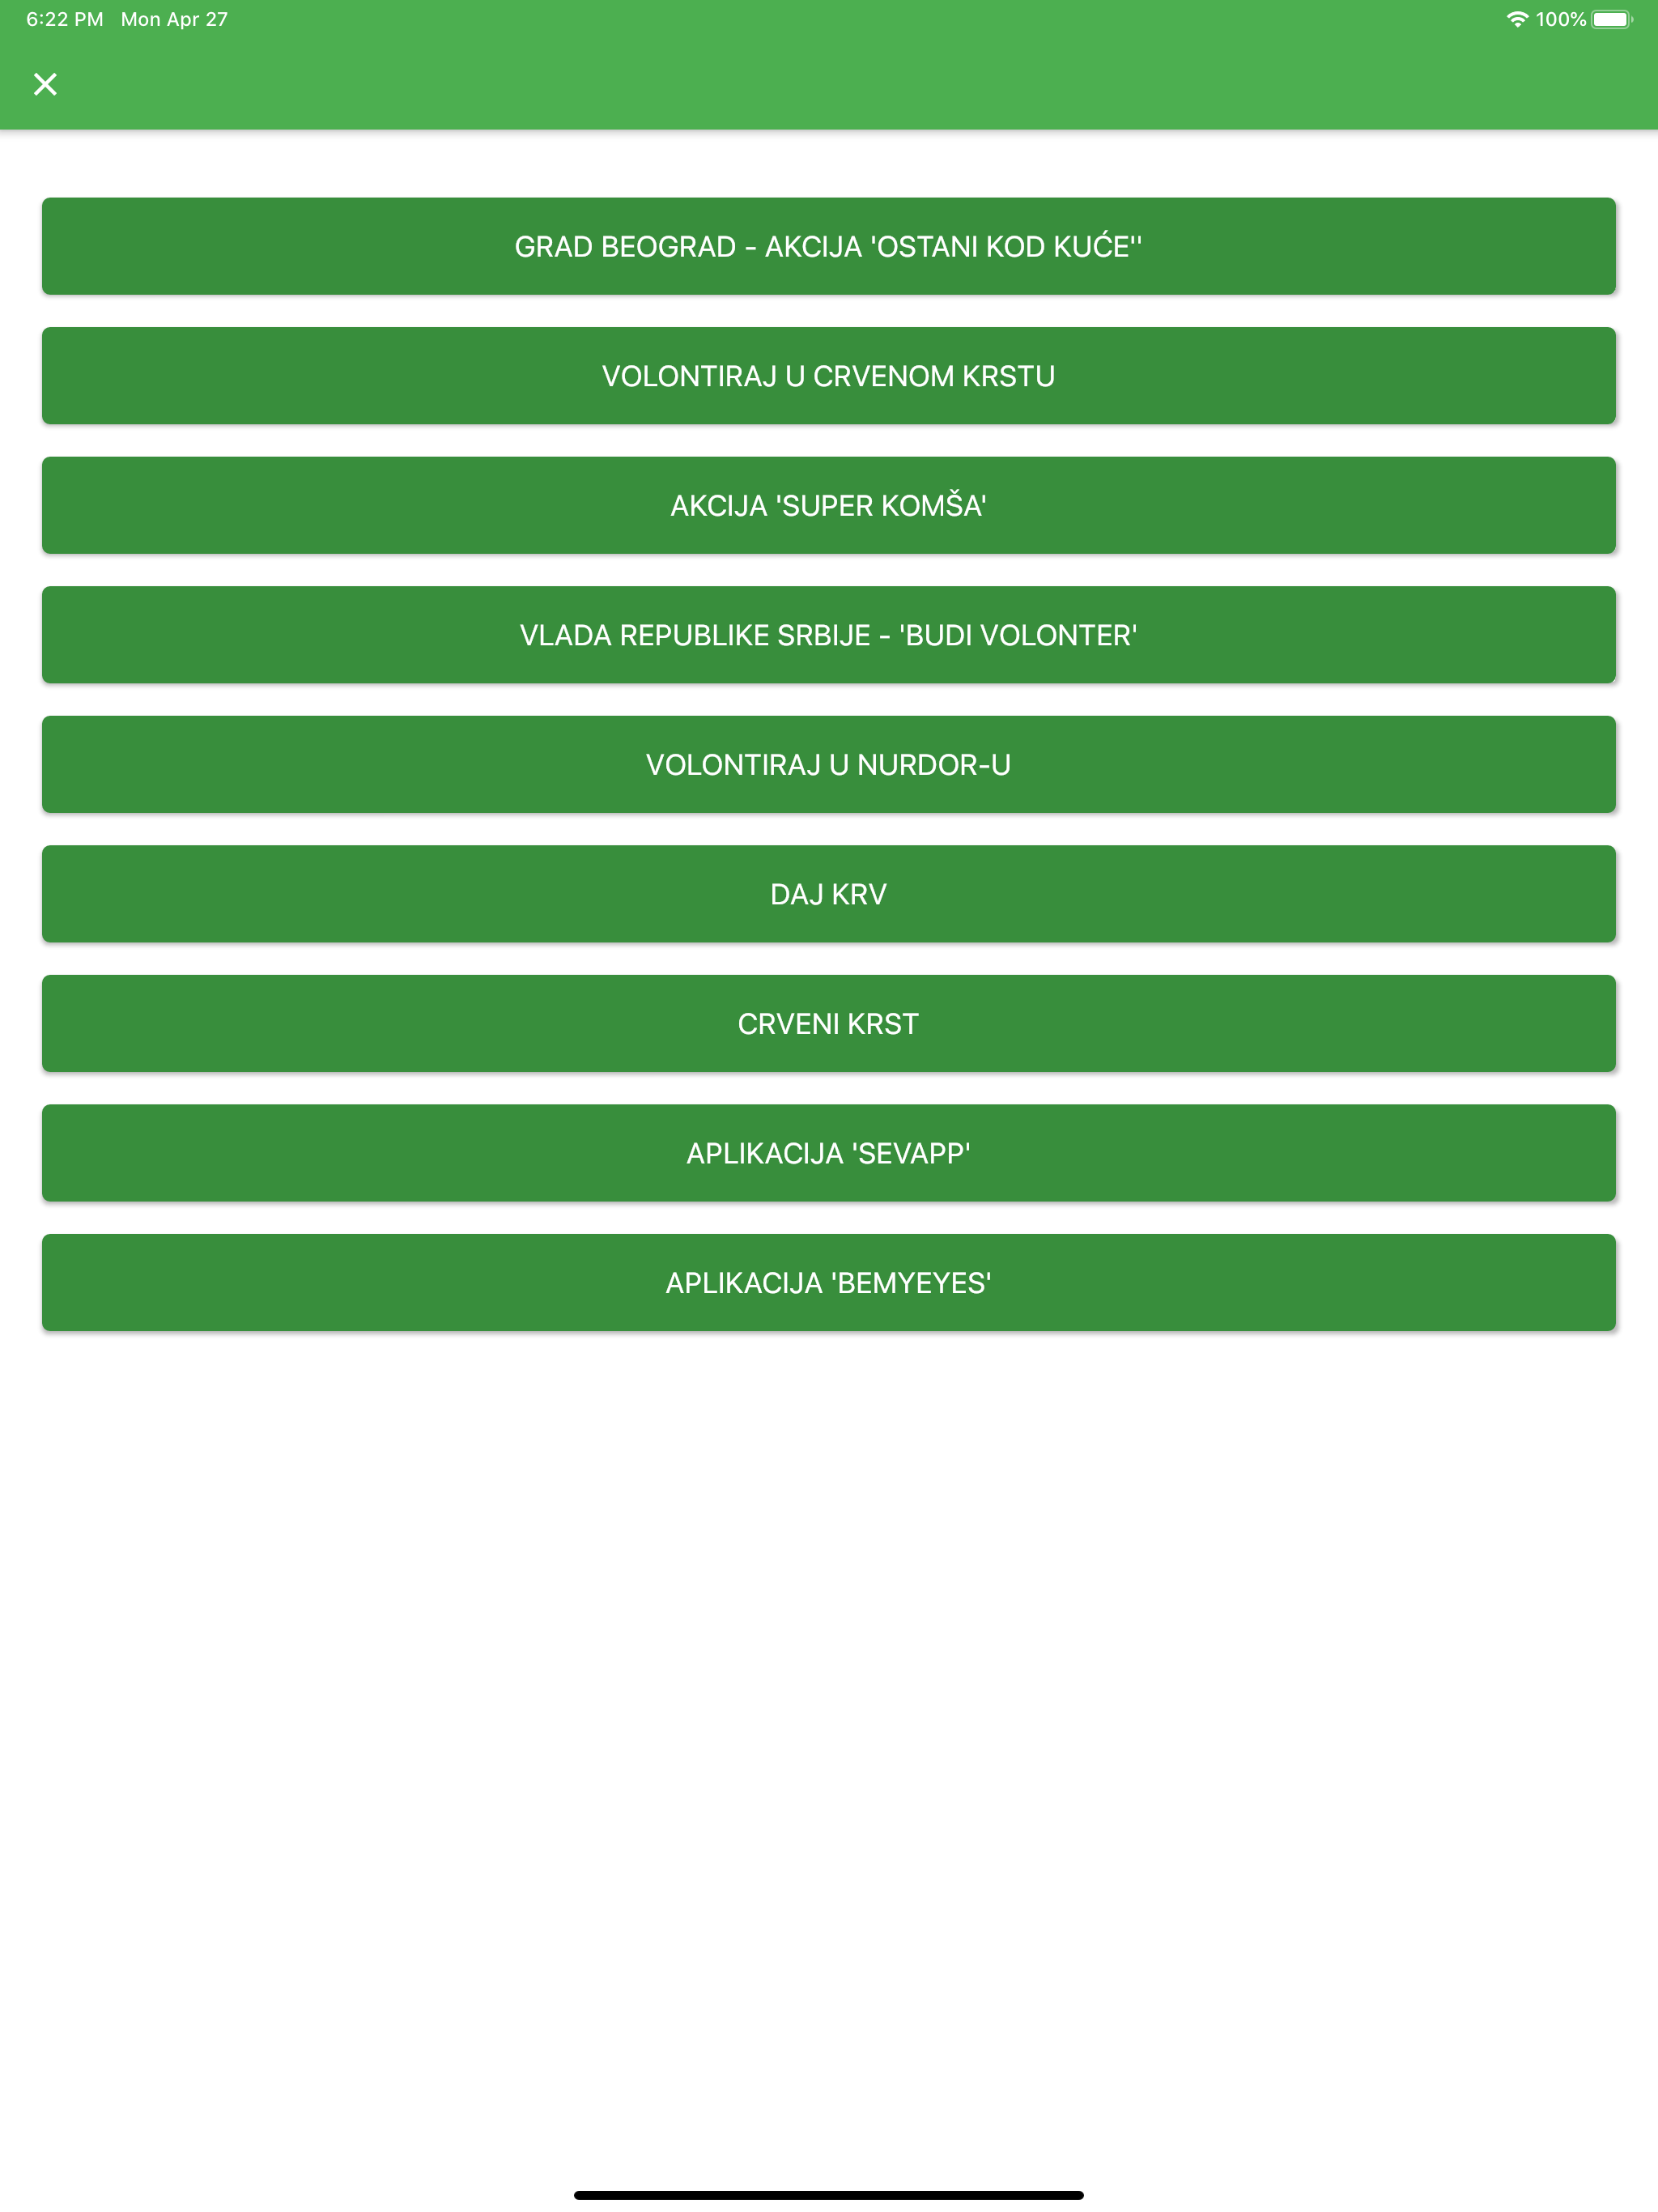 6:22 PM Mon Apr 27 100%
GRAD BEOGRAD - AKCIJA 'OSTANI KOD KUĆE''
VOLONTIRAJ U CRVENOM KRSTU
AKCIJA 'SUPER KOMŠA'
VLADA REPUBLIKE SRBIJE - 'BUDI VOLONTER'
VOLONTIRAJ U NURDOR-U
DAJ KRV
CRVENI KRST
APLIKACIJA 'SEVAPP'
APLIKACIJA 'BEMYEYES'